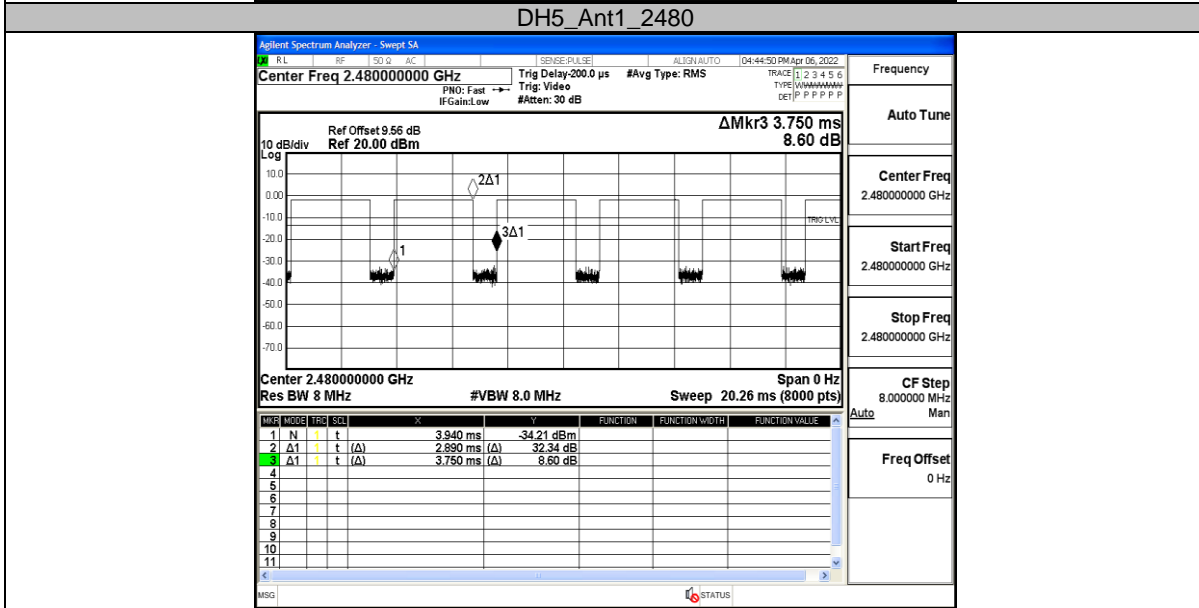 DH5_Ant1_2480
Agilent Spectrum Analyzer - Swept SA
RL RF 50 Ω AC SENSE:PULSE ALIGN AUTO 04:44:50 PM Apr 06, 2022
Center Freq 2.480000000 GHz
PNO: Fast
IFGain:Low
Trig Delay-200.0 µs
Trig: Video
#Atten: 30 dB
#Avg Type: RMS
TRACE 1 2 3 4 5 6
TYPE
DET P P P P P P
Ref Offset 9.56 dB
10 dB/div Ref 20.00 dBm
Log
ΔMkr3 3.750 ms
8.60 dB
10.0
0.00
-10.0
-20.0
-30.0
-40.0
-50.0
-60.0
-70.0
2Δ1
TRIG LVL
3Δ1
1
Center 2.480000000 GHz Span 0 Hz
Res BW 8 MHz #VBW 8.0 MHz Sweep 20.26 ms (8000 pts)
MKR MODE TRC SCL X Y FUNCTION FUNCTION WIDTH FUNCTION VALUE
1 N 1 t 3.940 ms -34.21 dBm
2 Δ1 1 t (Δ) 2.890 ms (Δ) 32.34 dB
3 Δ1 1 t (Δ) 3.750 ms (Δ) 8.60 dB
4
5
6
7
8
9
10
11
MSG STATUS
Frequency
Auto Tune
Center Freq
2.480000000 GHz
Start Freq
2.480000000 GHz
Stop Freq
2.480000000 GHz
CF Step
8.000000 MHz
Auto Man
Freq Offset
0 Hz